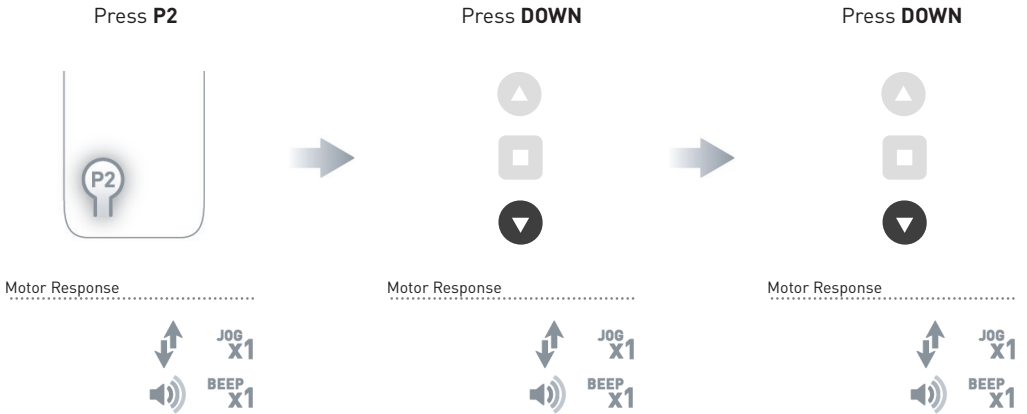 Press P2
P2
Motor Response
JOG X1
BEEP X1
Press DOWN
Motor Response
JOG X1
BEEP X1
Press DOWN
Motor Response
JOG X1
BEEP X1